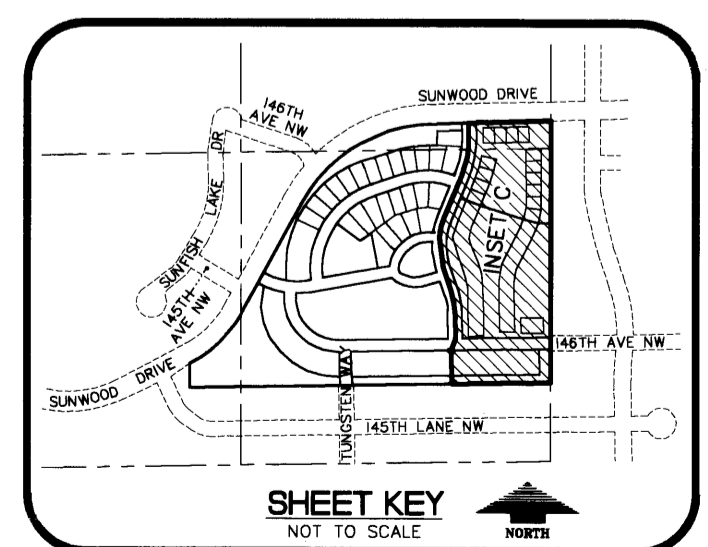 SUNWOOD DRIVE
146TH
AVE NW
SUNFISH LAKE DR
INSET C
145TH
AVE NW
146TH AVE NW
TUNGSTEN WAY
SUNWOOD DRIVE
145TH LANE NW
SHEET KEY
NOT TO SCALE
NORTH